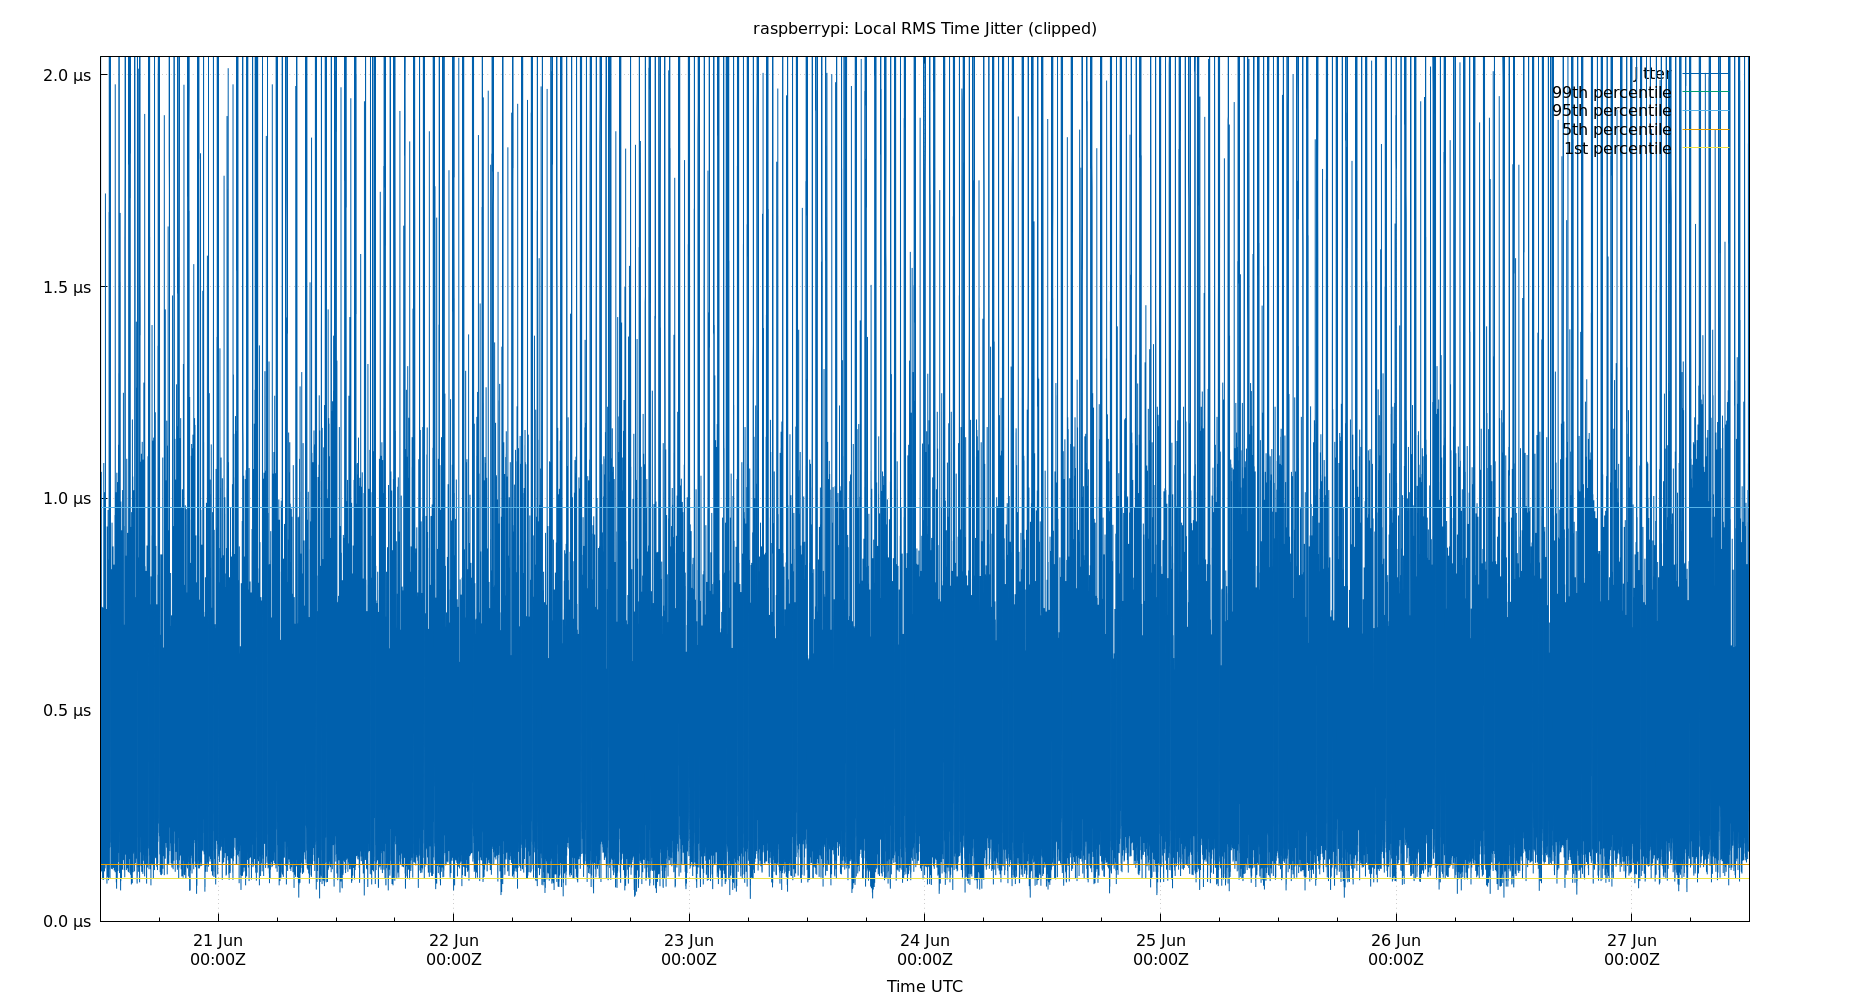 raspberrypi: Local RMS Time Jitter (clipped)
2.0 µs
1.5 µs
1.0 µs
0.5 µs
0.0 µs
jitter
99th percentile
95th percentile
5th percentile
1st percentile
21 Jun 22 Jun 23 Jun 24 Jun 25 Jun 26 Jun 27 Jun
00:00Z 00:00Z 00:00Z 00:00Z 00:00Z 00:00Z 00:00Z
Time UTC